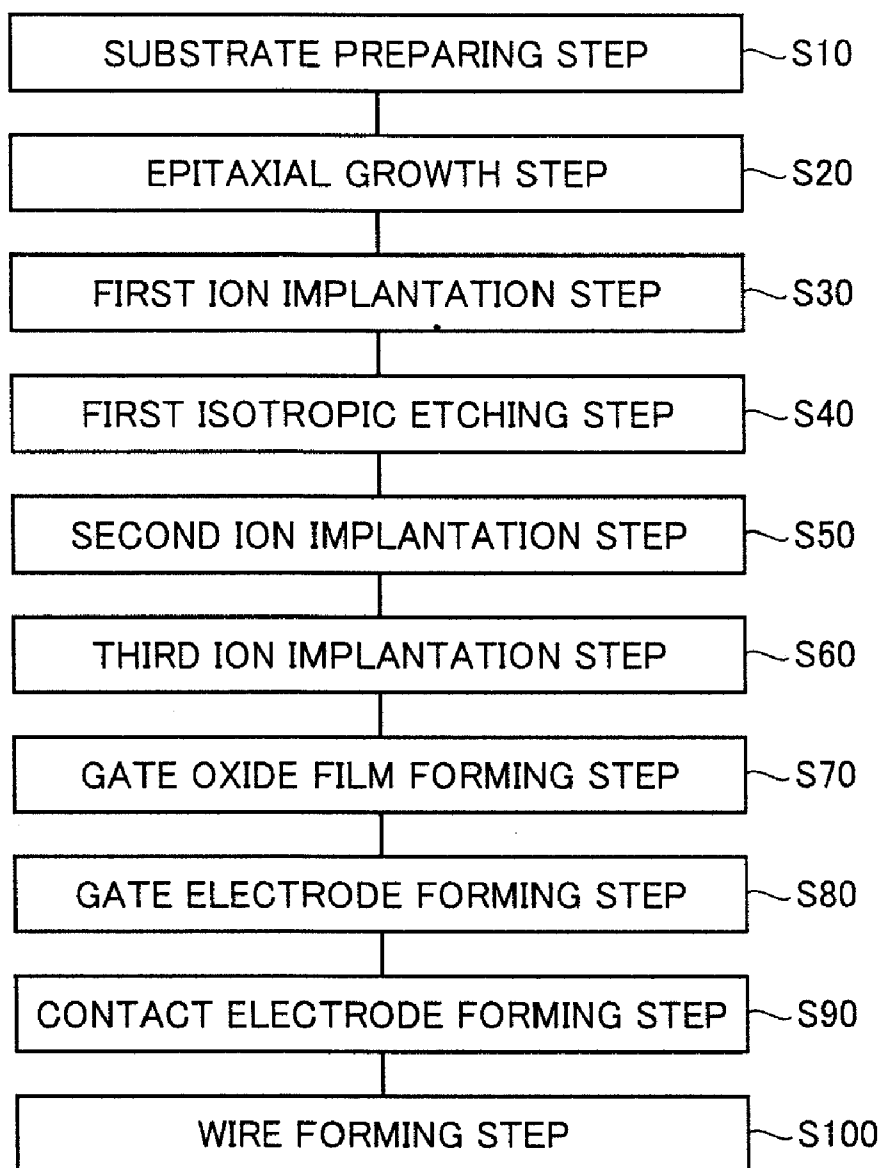 SUBSTRATE PREPARING STEP S10
EPITAXIAL GROWTH STEP S20
FIRST ION IMPLANTATION STEP S30
FIRST ISOTROPIC ETCHING STEP S40
SECOND ION IMPLANTATION STEP S50
THIRD ION IMPLANTATION STEP S60
GATE OXIDE FILM FORMING STEP S70
GATE ELECTRODE FORMING STEP S80
CONTACT ELECTRODE FORMING STEP S90
WIRE FORMING STEP S100